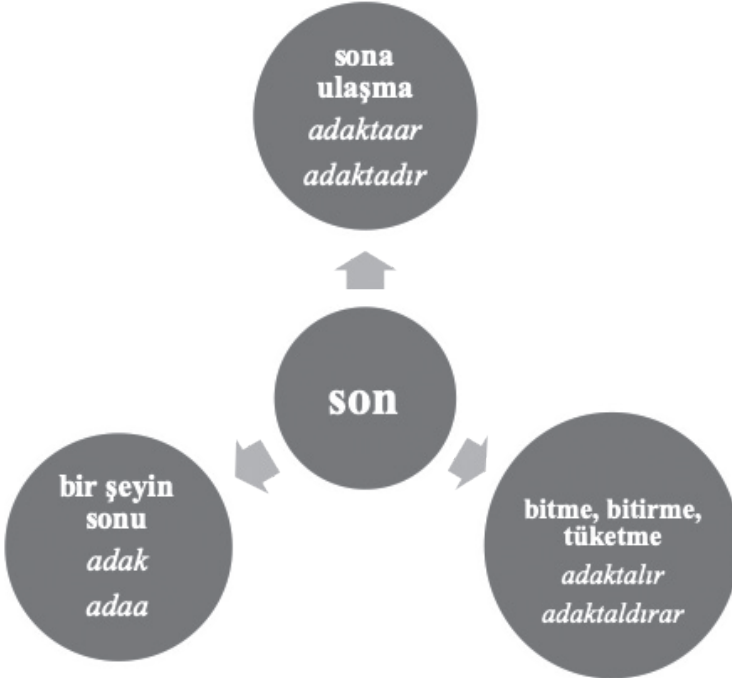 sona
ulaşma
adaktaar
adaktadır
son
bir şeyin
sonu
adak
adaa
bitme, bitirme,
tüketme
adaktalır
adaktaldırar